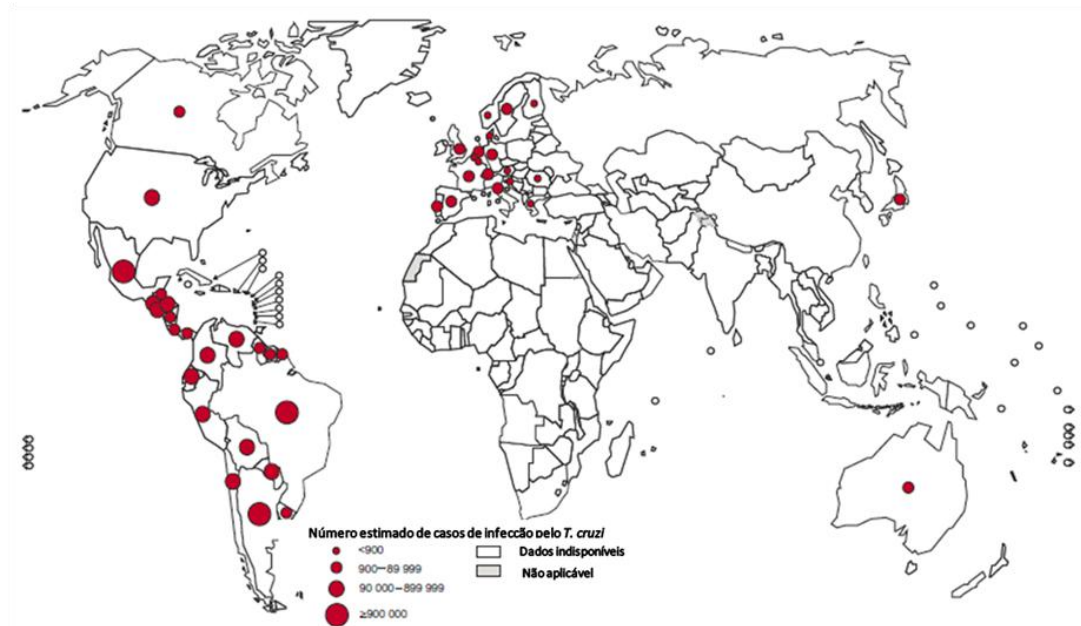 Número estimado de casos de infecção pelo T. cruzi
<900
900–89 999
90 000–899 999
≥900 000
Dados indisponíveis
Não aplicável